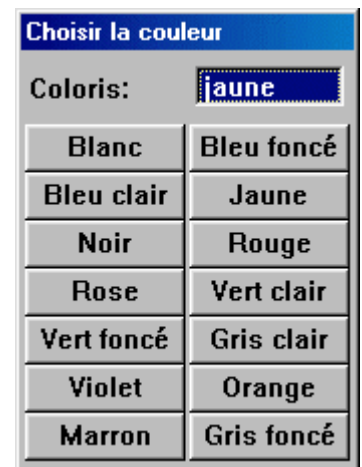 Choisir la couleur
Coloris: jaune
Blanc Bleu foncé
Bleu clair Jaune
Noir Rouge
Rose Vert clair
Vert foncé Gris clair
Violet Orange
Marron Gris foncé